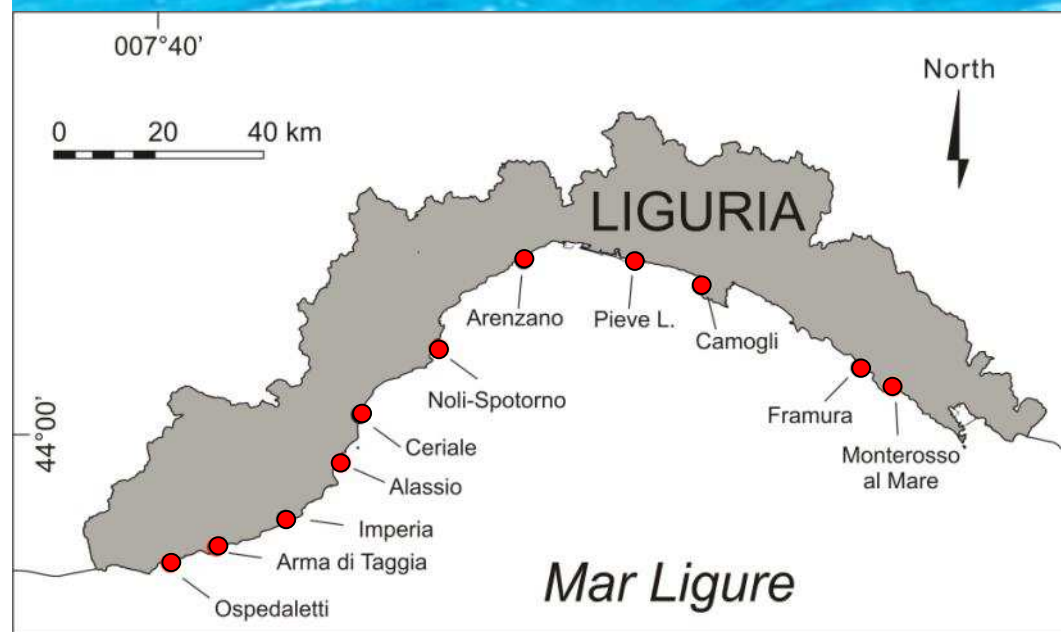 007°40'
North
0 20 40 km
LIGURIA
Arenzano
Pieve L.
Camogli
Noli-Spotorno
Framura
44°00'
Ceriale
Monterosso
al Mare
Alassio
Imperia
Arma di Taggia
Mar Ligure
Ospedaletti